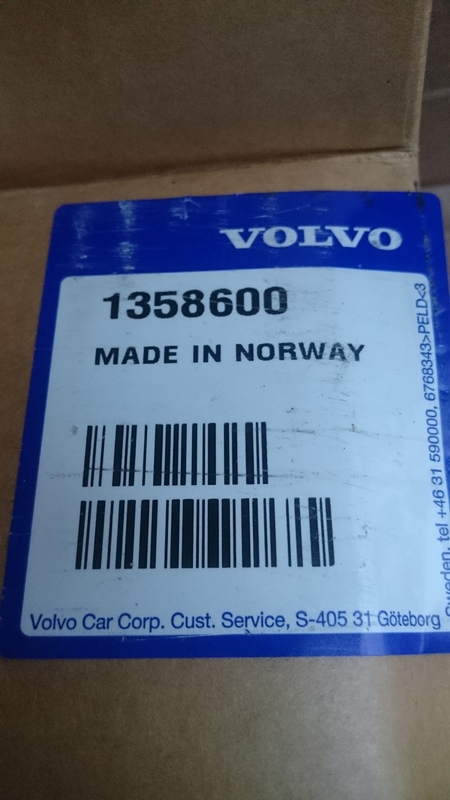 VOLVO
1358600
MADE IN NORWAY
Volvo Car Corp. Cust. Service, S-405 31 Göteborg
Sweden, tel +46 31 590000, 6768343>PELD<3